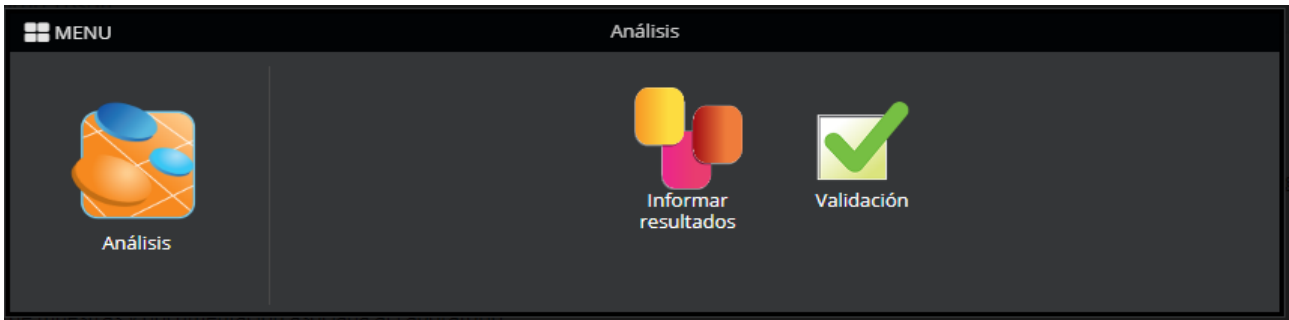 MENU
Análisis
Análisis
Informar
resultados
Validación